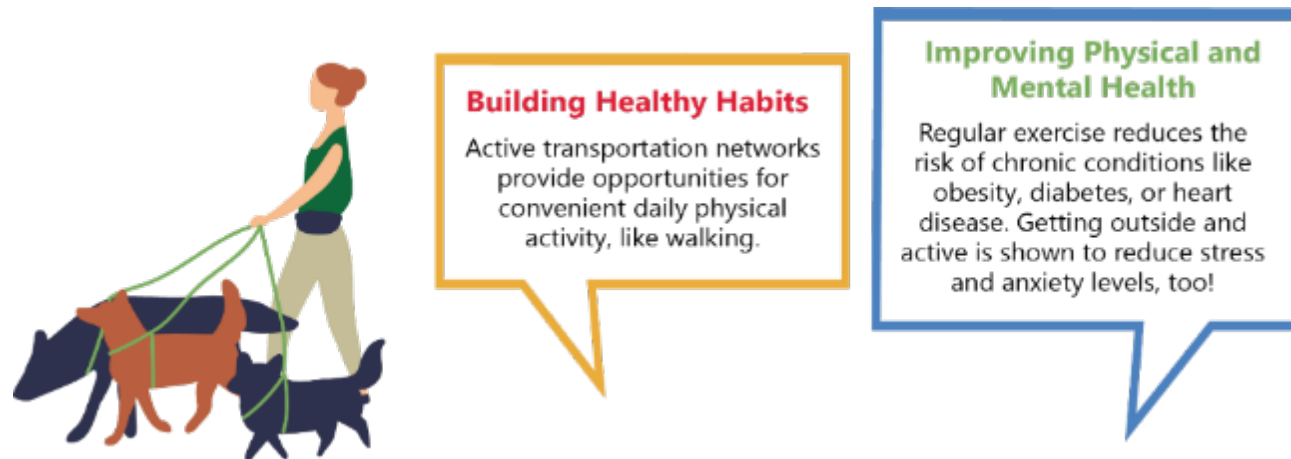 Building Healthy Habits
Active transportation networks
provide opportunities for
convenient daily physical
activity, like walking.
Improving Physical and
Mental Health
Regular exercise reduces the
risk of chronic conditions like
obesity, diabetes, or heart
disease. Getting outside and
active is shown to reduce stress
and anxiety levels, too!